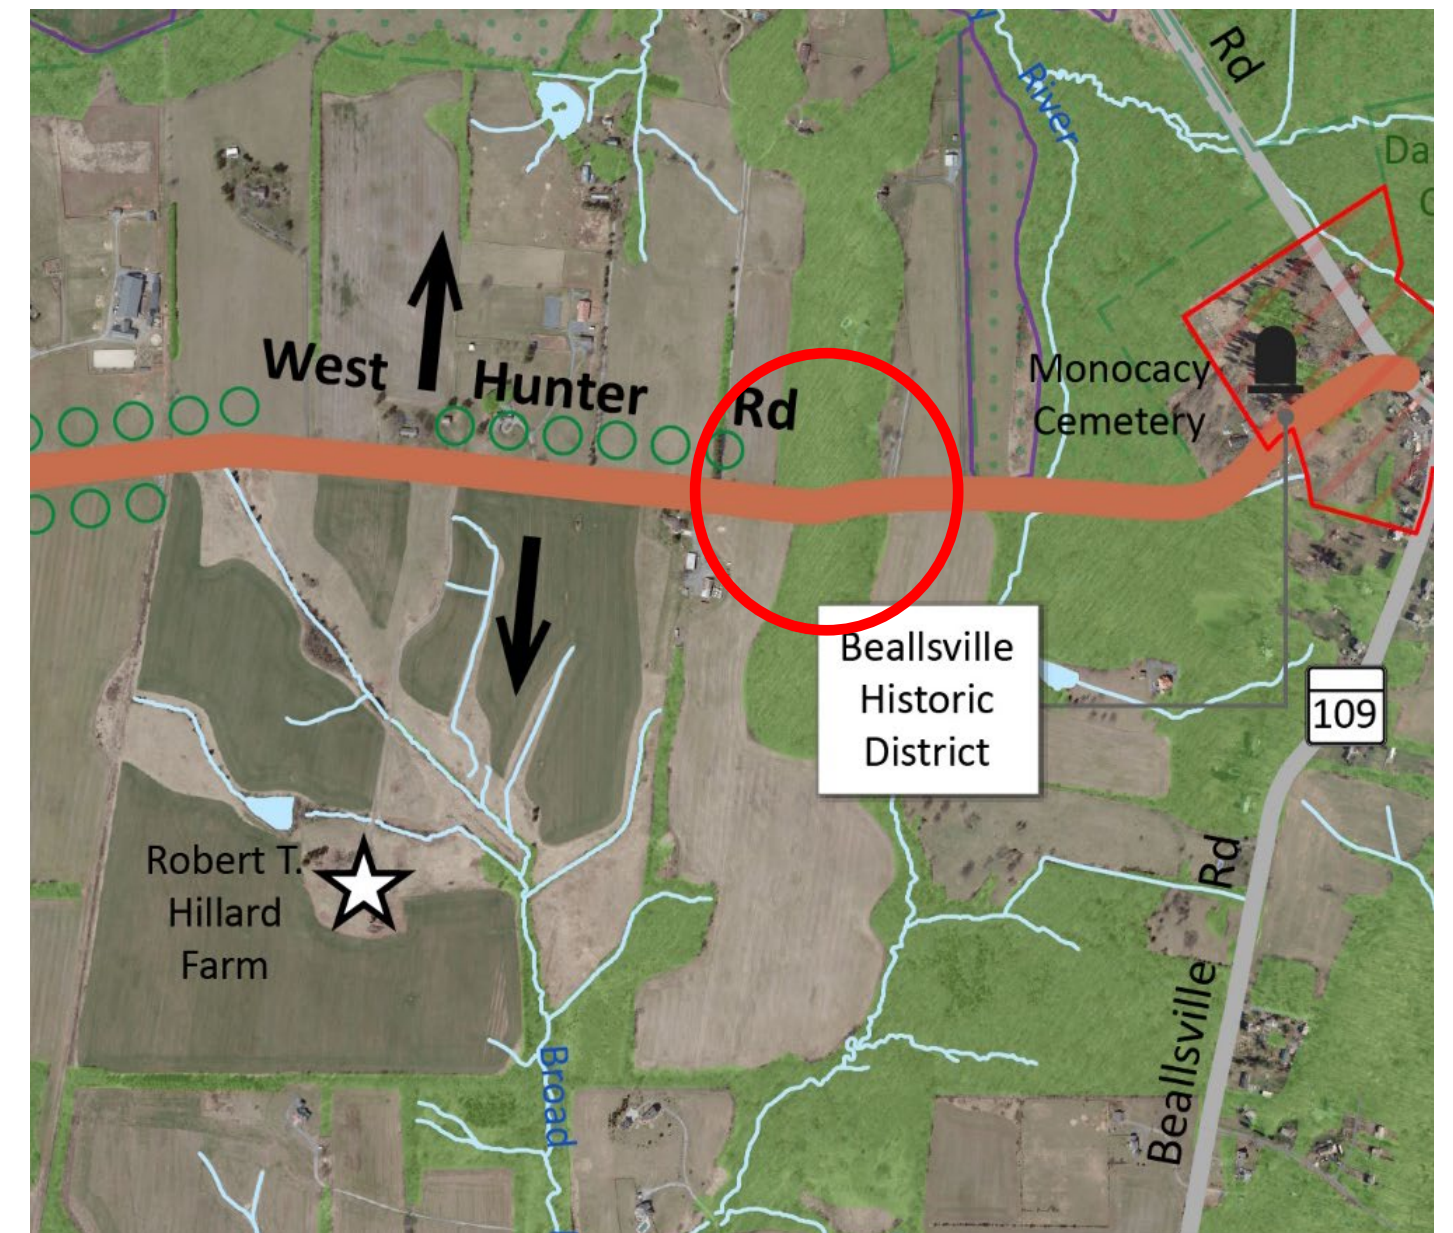 Rd
River
Da
West Hunter Rd
Monocacy
Cemetery
Beallsville
Historic
District
109
Robert T.
Hillard
Farm
Beallsville Rd
Broad